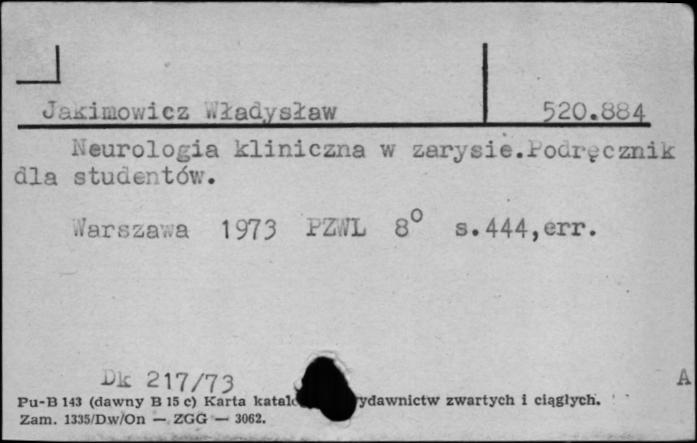 Jakimowicz Władysław 520.884
Neurologia kliniczna w zarysie.Podręcznik
dla studentów.
Warszawa 1973 PZWL 8° s.444,err.
Dk 217/73 A
Pu-B 143 (dawny B 15 c) Karta ydawnictw zwartych i ciągłych.
Zam. 1335/Dw/On — ZGG — 3062.